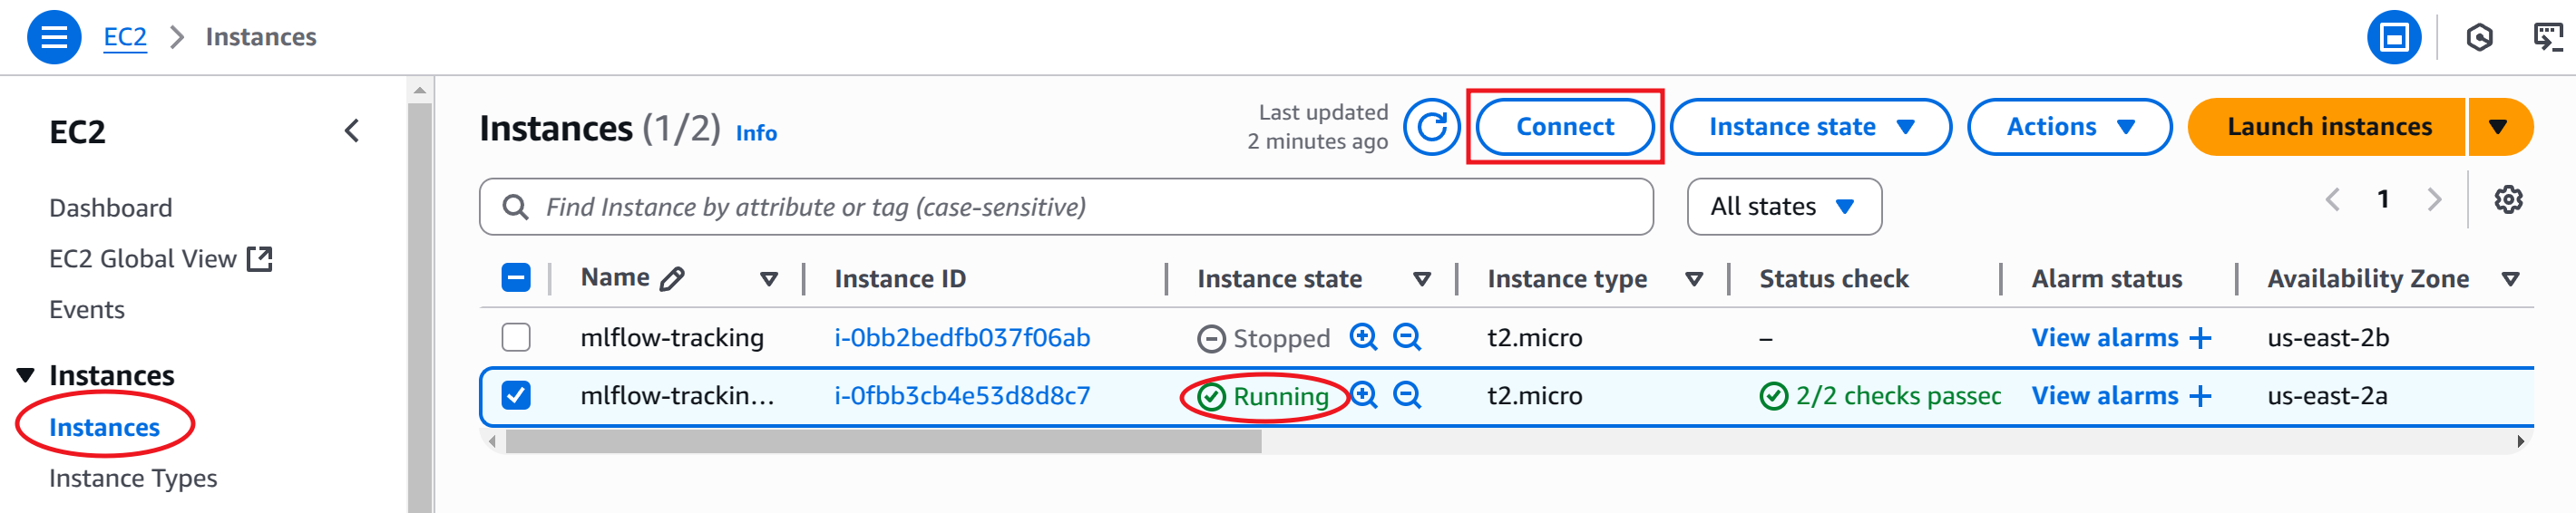 EC2 > Instances
EC2
Dashboard
EC2 Global View
Events
Instances
Instances
Instance Types
Instances (1/2) Info
Last updated
2 minutes ago
Connect
Instance state
Actions
Launch instances
Find Instance by attribute or tag (case-sensitive)
All states
1
Name Instance ID Instance state Instance type Status check Alarm status Availability Zone
mlflow-tracking i-0bb2bedfb037f06ab Stopped t2.micro – View alarms + us-east-2b
mlflow-trackin... i-0fbb3cb4e53d8d8c7 Running t2.micro 2/2 checks passed View alarms + us-east-2a